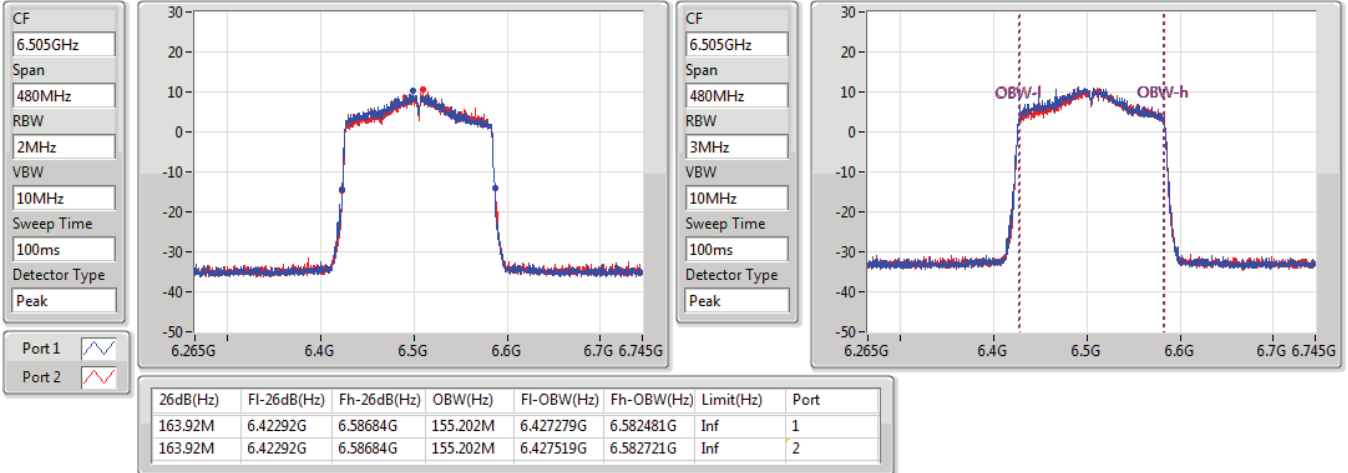 CF
6.505GHz
Span
480MHz
RBW
2MHz
VBW
10MHz
Sweep Time
100ms
Detector Type
Peak
Port 1
Port 2
30
20
10
0
-10
-20
-30
-40
-50
6.265G 6.4G 6.5G 6.6G 6.7G 6.745G
CF
6.505GHz
Span
480MHz
RBW
3MHz
VBW
10MHz
Sweep Time
100ms
Detector Type
Peak
30
20
10
0
-10
-20
-30
-40
-50
OBW-l OBW-h
6.265G 6.4G 6.5G 6.6G 6.7G 6.745G
26dB(Hz) Fl-26dB(Hz) Fh-26dB(Hz) OBW(Hz) Fl-OBW(Hz) Fh-OBW(Hz) Limit(Hz) Port
163.92M 6.42292G 6.58684G 155.202M 6.427279G 6.582481G Inf 1
163.92M 6.42292G 6.58684G 155.202M 6.427519G 6.582721G Inf 2